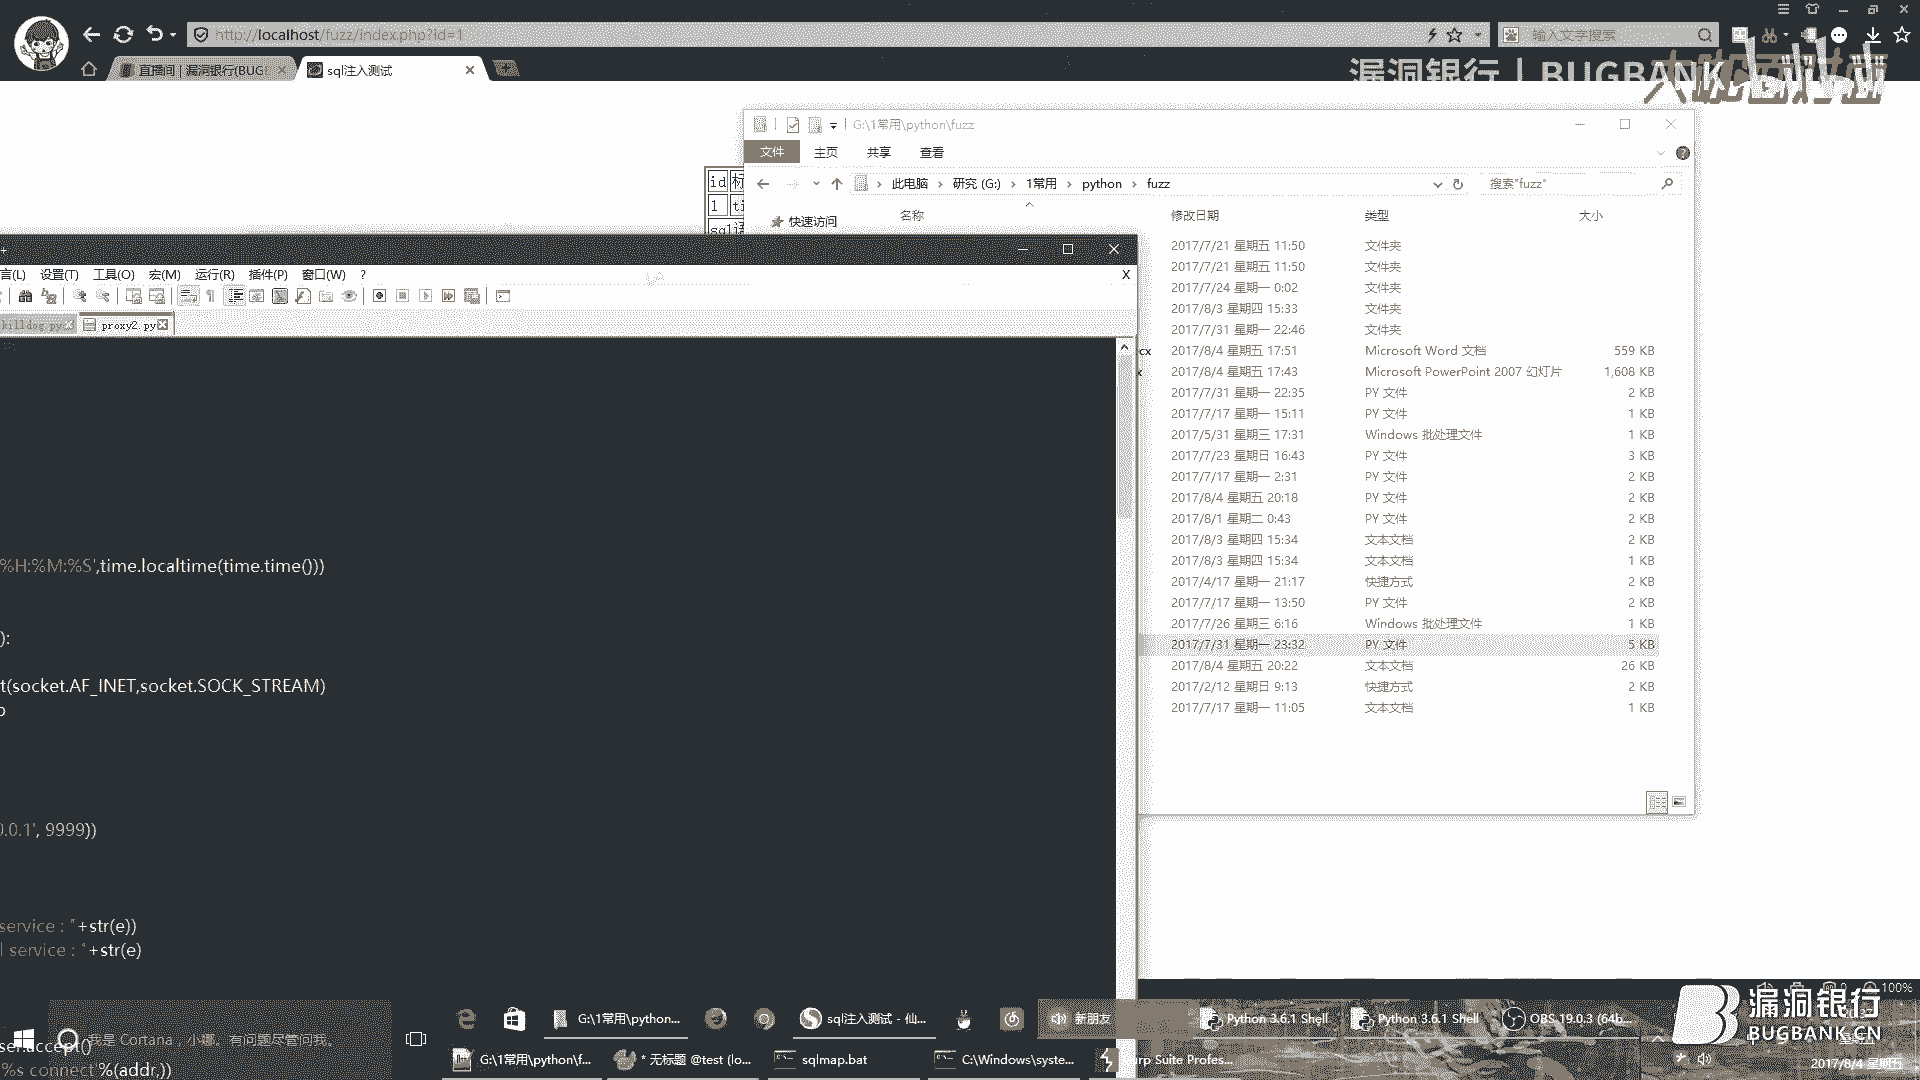 http://localhost/fuzz/index.php?id=1
输入文字搜索
直播间 | 漏洞银行(BUG
sql注入测试
漏洞银行 | BUGBANK
bilibili
G:\1常用\python\fuzz
文件 主页 共享 查看
此电脑 › 研究 (G:) › 1常用 › python › fuzz
搜索"fuzz"
id
1
快速访问
名称 修改日期 类型 大小
2017/7/21 星期五 11:50 文件夹
2017/7/21 星期五 11:50 文件夹
2017/7/24 星期一 0:02 文件夹
2017/8/3 星期四 15:33 文件夹
2017/7/31 星期一 22:46 文件夹
cx 2017/8/4 星期五 17:51 Microsoft Word 文档 559 KB
x 2017/8/4 星期五 17:43 Microsoft PowerPoint 2007 幻灯片 1,608 KB
2017/7/31 星期一 22:35 PY 文件 2 KB
2017/7/17 星期一 15:11 PY 文件 1 KB
2017/5/31 星期三 17:31 Windows 批处理文件 1 KB
2017/7/23 星期日 16:43 PY 文件 3 KB
2017/7/17 星期一 2:31 PY 文件 2 KB
2017/8/4 星期五 20:18 PY 文件 2 KB
2017/8/1 星期二 0:43 PY 文件 2 KB
2017/8/3 星期四 15:34 文本文档 2 KB
2017/8/3 星期四 15:34 文本文档 1 KB
2017/4/17 星期一 21:17 快捷方式 2 KB
2017/7/17 星期一 13:50 PY 文件 2 KB
2017/7/26 星期三 6:16 Windows 批处理文件 1 KB
2017/7/31 星期一 23:32 PY 文件 5 KB
2017/8/4 星期五 20:22 文本文档 26 KB
2017/2/12 星期日 9:13 快捷方式 2 KB
2017/7/17 星期一 11:05 文本文档 1 KB
言(L) 设置(T) 工具(O) 宏(M) 运行(R) 插件(P) 窗口(W) ? X
killdog.py proxy2.py
%H:%M:%S',time.localtime(time.time()))
):
t(socket.AF_INET,socket.SOCK_STREAM)
0.0.1', 9999))
service : "+str(e))
l service : "+str(e)
ser.accept()
%s connect'%(addr,))
100%
我是 Cortana，小娜。有问题尽管问我。
G:\1常用\python...
sql注入测试 - 仙...
新朋友
Python 3.6.1 Shell
Python 3.6.1 Shell
OBS 19.0.3 (64b...
G:\1常用\python\f...
* 无标题 @test (lo...
sqlmap.bat
C:\Windows\syste...
urp Suite Profes...
漏洞银行
BUGBANK.CN
2017/8/4 星期五